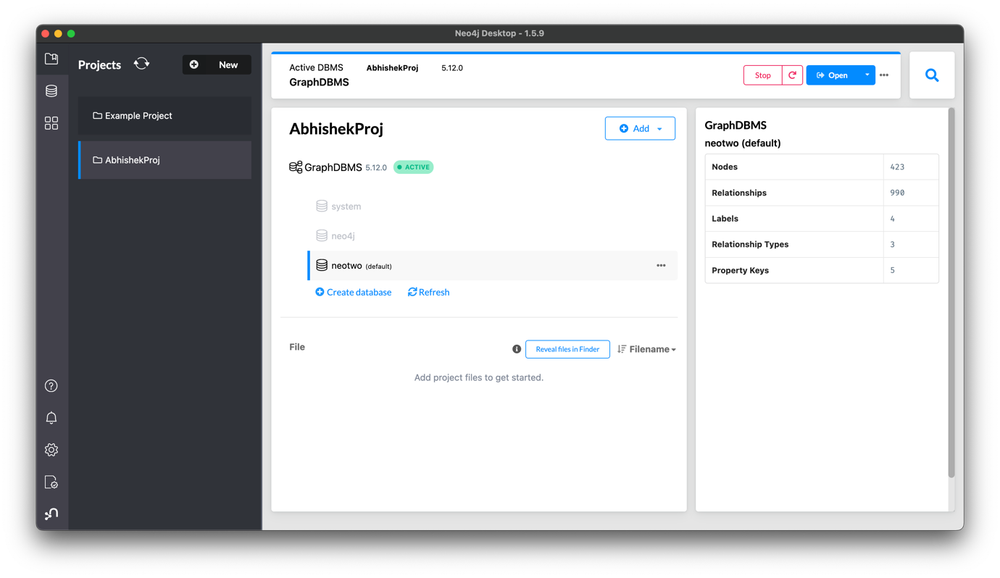 Neo4j Desktop - 1.5.9
Projects
New
Example Project
AbhishekProj
Active DBMS AbhishekProj 5.12.0
GraphDBMS
Stop
Open
AbhishekProj
Add
GraphDBMS 5.12.0 ACTIVE
system
neo4j
neotwo (default)
Create database Refresh
File
Reveal files in Finder
Filename
Add project files to get started.
GraphDBMS
neotwo (default)
Nodes 423
Relationships 990
Labels 4
Relationship Types 3
Property Keys 5